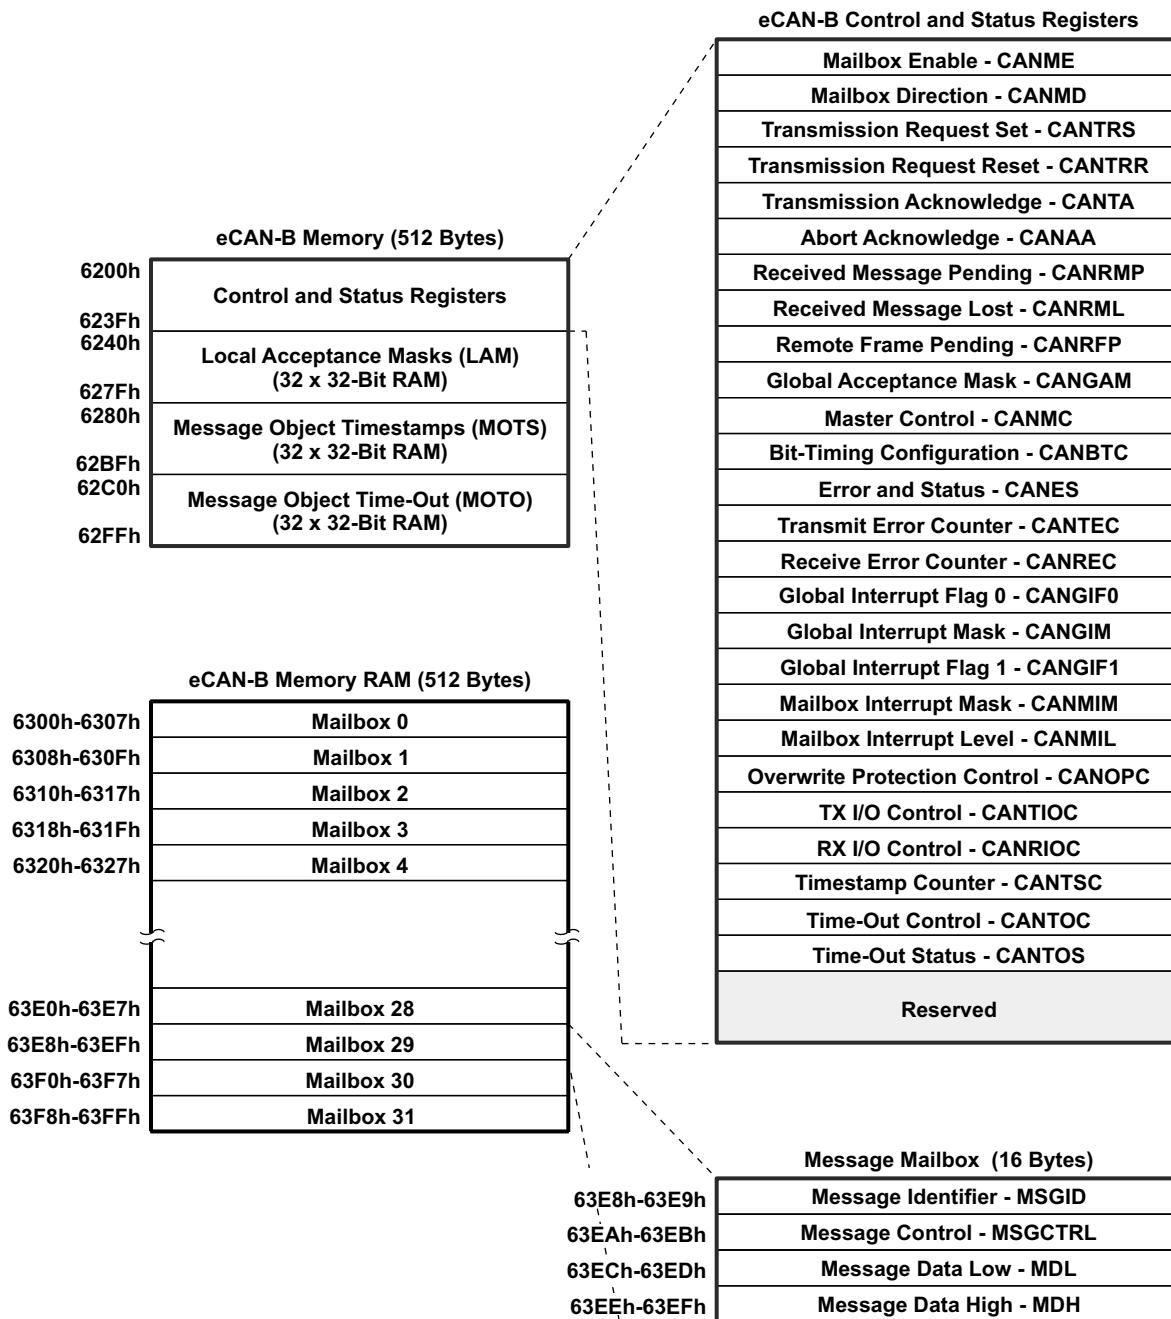 eCAN-B Control and Status Registers
Mailbox Enable - CANME
Mailbox Direction - CANMD
Transmission Request Set - CANTRS
Transmission Request Reset - CANTRR
Transmission Acknowledge - CANTA
Abort Acknowledge - CANAA
Received Message Pending - CANRMP
Received Message Lost - CANRML
Remote Frame Pending - CANRFP
Global Acceptance Mask - CANGAM
Master Control - CANMC
Bit-Timing Configuration - CANBTC
Error and Status - CANES
Transmit Error Counter - CANTEC
Receive Error Counter - CANREC
Global Interrupt Flag 0 - CANGIF0
Global Interrupt Mask - CANGIM
Global Interrupt Flag 1 - CANGIF1
Mailbox Interrupt Mask - CANMIM
Mailbox Interrupt Level - CANMIL
Overwrite Protection Control - CANOPC
TX I/O Control - CANTIOC
RX I/O Control - CANRIOC
Timestamp Counter - CANTSC
Time-Out Control - CANTOC
Time-Out Status - CANTOS
Reserved
eCAN-B Memory (512 Bytes)
6200h
Control and Status Registers
623Fh
6240h
Local Acceptance Masks (LAM)
(32 x 32-Bit RAM)
627Fh
6280h
Message Object Timestamps (MOTS)
(32 x 32-Bit RAM)
62BFh
62C0h
Message Object Time-Out (MOTO)
(32 x 32-Bit RAM)
62FFh
eCAN-B Memory RAM (512 Bytes)
6300h-6307h Mailbox 0
6308h-630Fh Mailbox 1
6310h-6317h Mailbox 2
6318h-631Fh Mailbox 3
6320h-6327h Mailbox 4
63E0h-63E7h Mailbox 28
63E8h-63EFh Mailbox 29
63F0h-63F7h Mailbox 30
63F8h-63FFh Mailbox 31
Message Mailbox (16 Bytes)
63E8h-63E9h Message Identifier - MSGID
63EAh-63EBh Message Control - MSGCTRL
63ECh-63EDh Message Data Low - MDL
63EEh-63EFh Message Data High - MDH